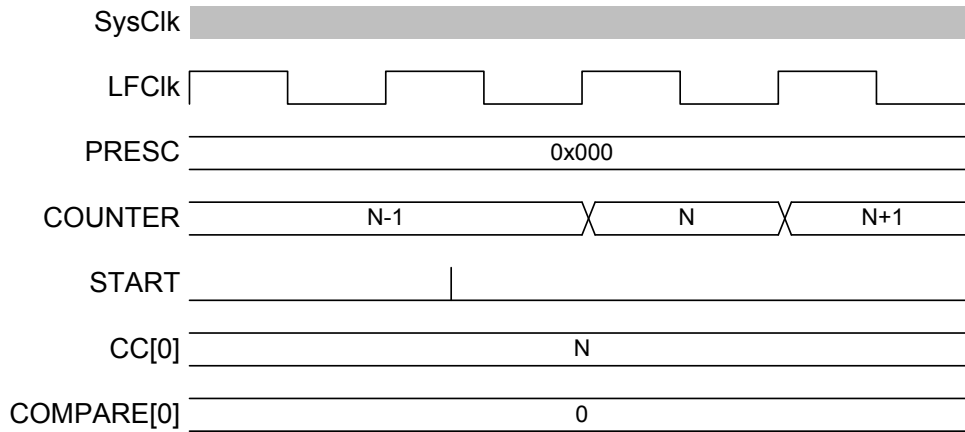 SysClk
LFClk
PRESC 0x000
COUNTER N-1 N N+1
START
CC[0] N
COMPARE[0] 0